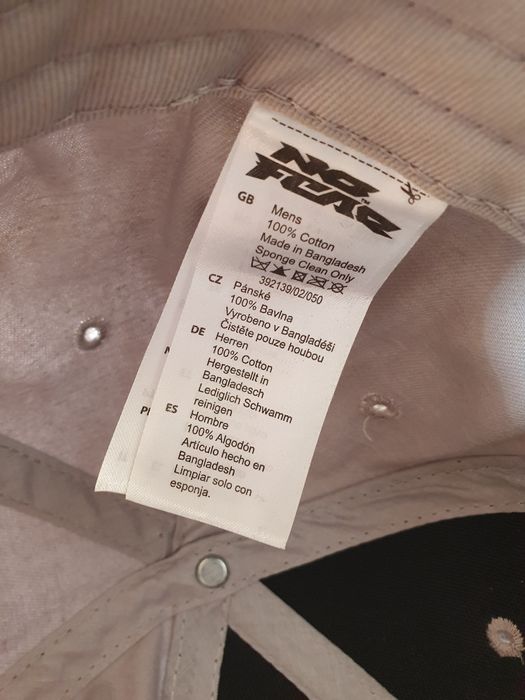 NO
FEAR
TM
GB
Mens
100% Cotton
Made in Bangladesh
Sponge Clean Only
392139/02/050
CZ
Pánské
100% Bavlna
Vyrobeno v Bangladéši
Čistěte pouze houbou
DE
Herren
100% Cotton
Hergestellt in
Bangladesch
Lediglich Schwamm
reinigen
ES
Hombre
100% Algodón
Artículo hecho en
Bangladesh
Limpiar solo con
esponja.